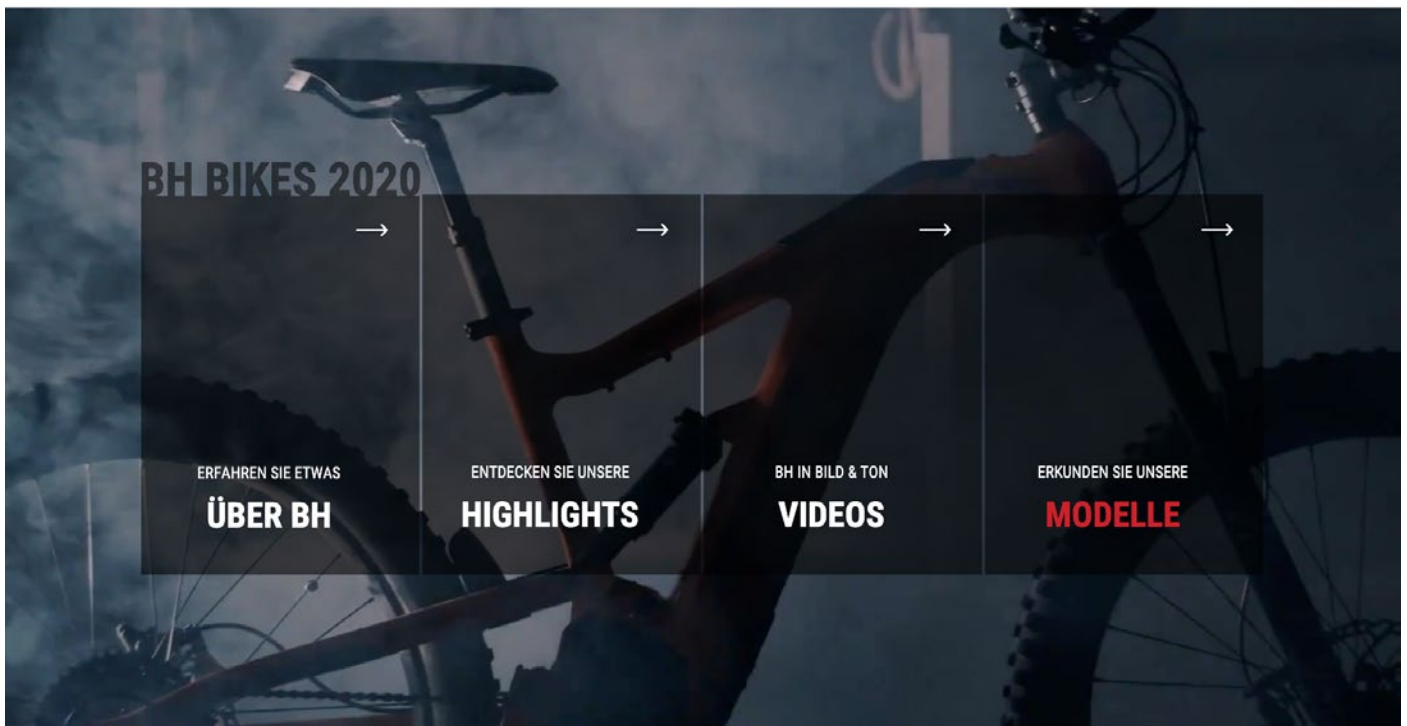 BH BIKES 2020
ERFAHREN SIE ETWAS
ÜBER BH
ENTDECKEN SIE UNSERE
HIGHLIGHTS
BH IN BILD & TON
VIDEOS
ERKUNDEN SIE UNSERE
MODELLE